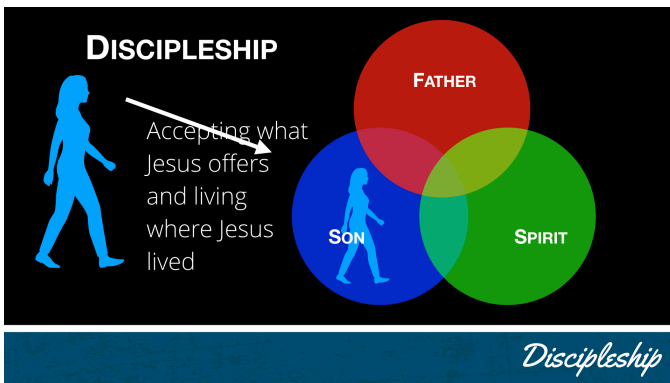 DISCIPLESHIP
Accepting what
Jesus offers
and living
where Jesus
lived
FATHER
SON
SPIRIT
Discipleship